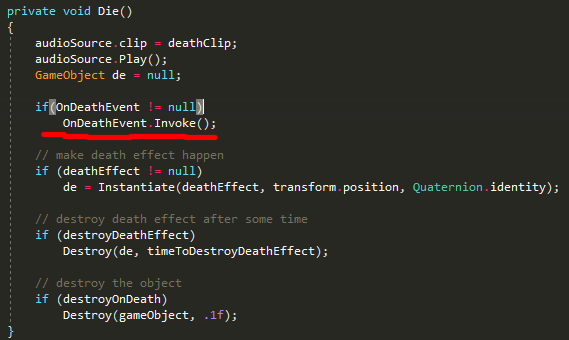 private void Die()
{
audioSource.clip = deathClip;
audioSource.Play();
GameObject de = null;
if(OnDeathEvent != null)
OnDeathEvent.Invoke();
// make death effect happen
if (deathEffect != null)
de = Instantiate(deathEffect, transform.position, Quaternion.identity);
// destroy death effect after some time
if (destroyDeathEffect)
Destroy(de, timeToDestroyDeathEffect);
// destroy the object
if (destroyOnDeath)
Destroy(gameObject, .1f);
}